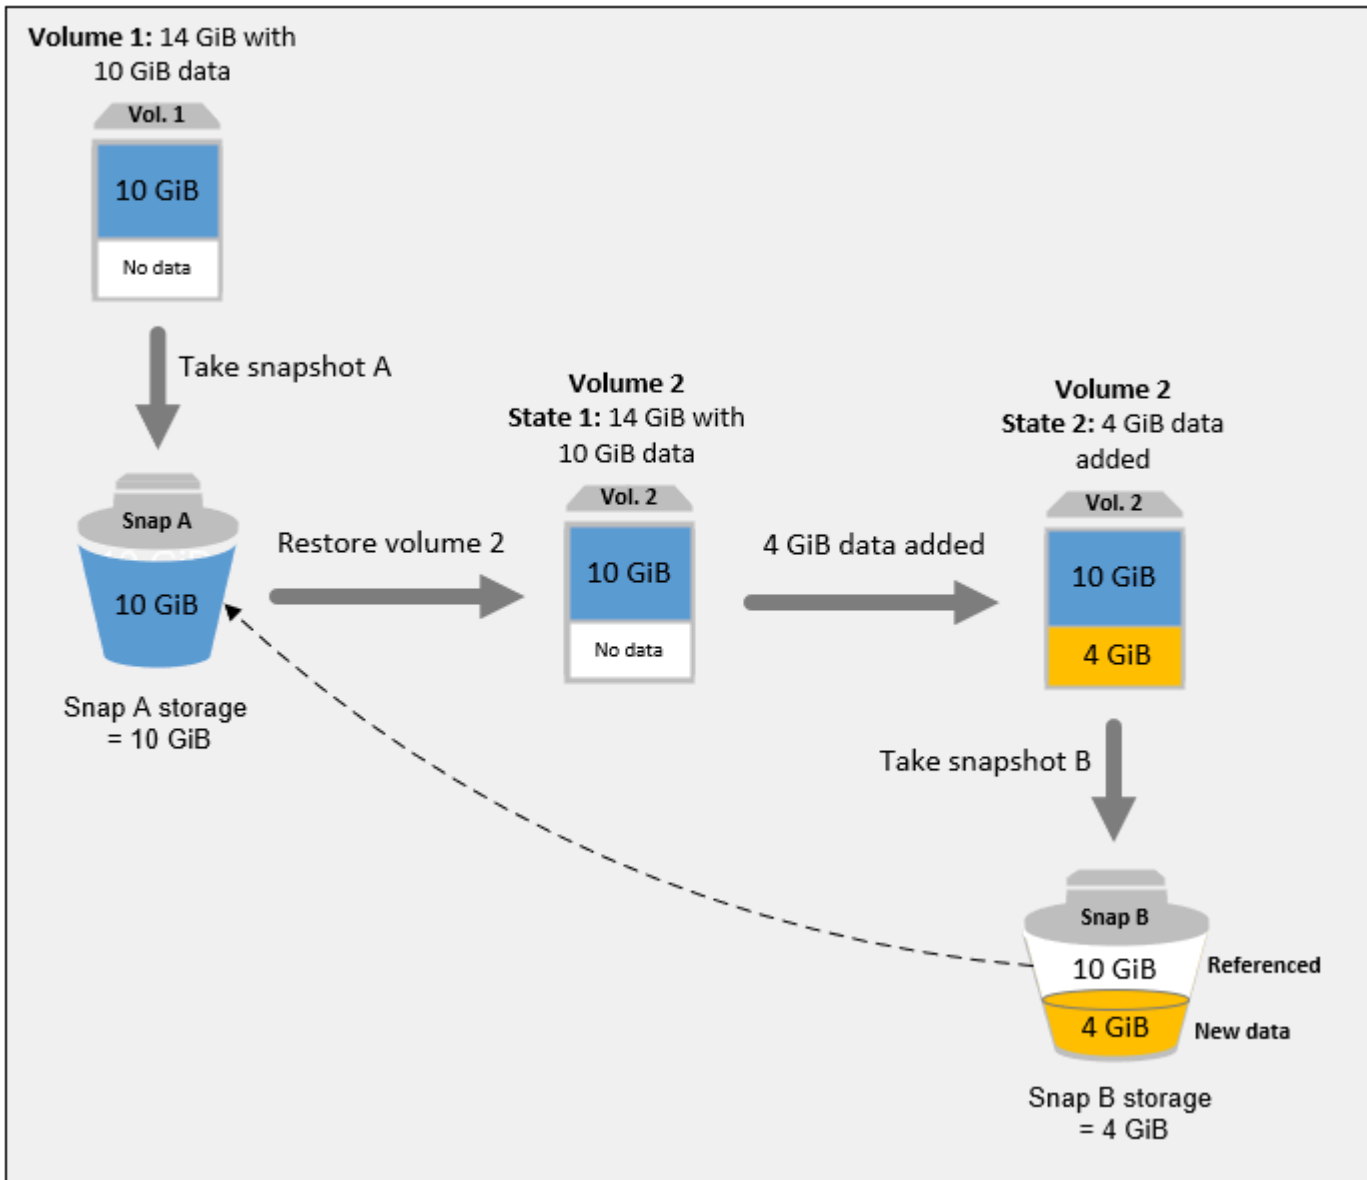 Volume 1: 14 GiB with
10 GiB data
Vol. 1
10 GiB
No data
Take snapshot A
Snap A
10 GiB
Snap A storage
= 10 GiB
Restore volume 2
Volume 2
State 1: 14 GiB with
10 GiB data
Vol. 2
10 GiB
No data
4 GiB data added
Volume 2
State 2: 4 GiB data
added
Vol. 2
10 GiB
4 GiB
Take snapshot B
Snap B
10 GiB
Referenced
4 GiB
New data
Snap B storage
= 4 GiB